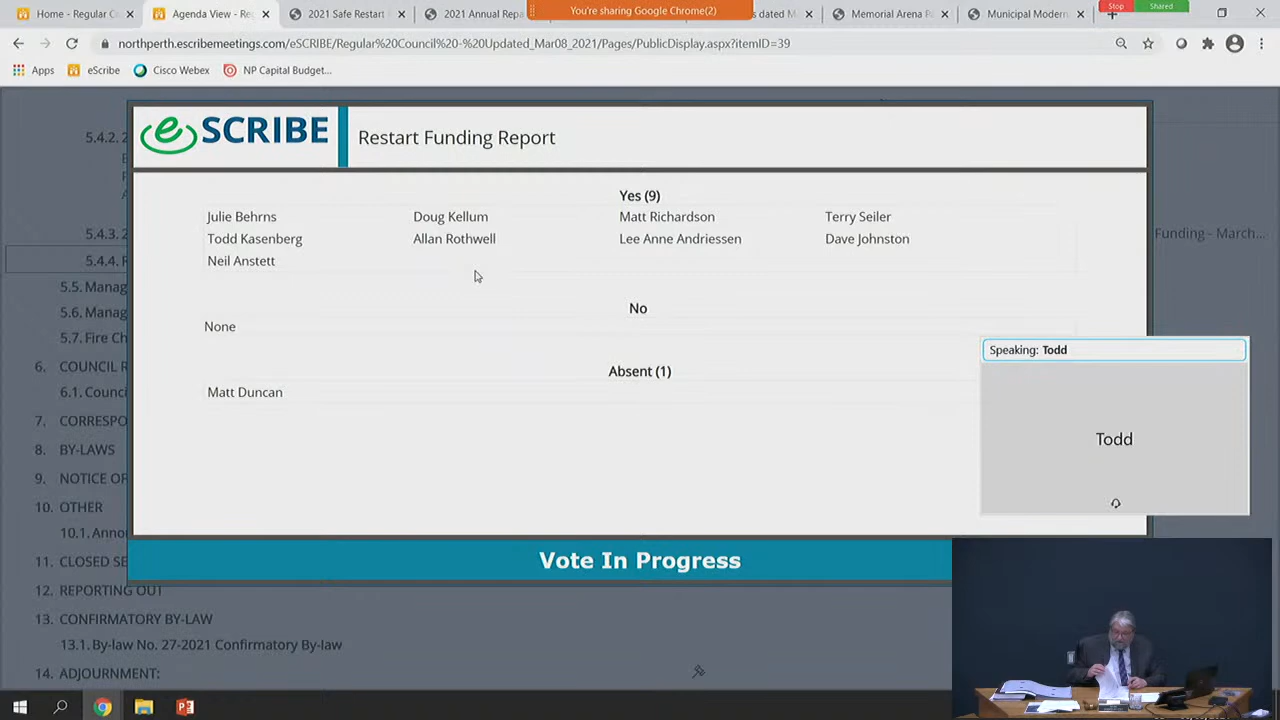 Home - Regular C
Agenda View - Re
2021 Safe Restart
2021 Annual Repa
You're sharing Google Chrome(2)
s dated M
Memorial Arena Pa
Municipal Modern
Stop
Shared
northperth.escribemeetings.com/eSCRIBE/Regular%20Council%20-%20Updated_Mar08_2021/Pages/PublicDisplay.aspx?itemID=39
Apps
eScribe
Cisco Webex
NP Capital Budget...
eSCRIBE
Restart Funding Report
Yes (9)
Julie Behrns
Doug Kellum
Matt Richardson
Terry Seiler
Todd Kasenberg
Allan Rothwell
Lee Anne Andriessen
Dave Johnston
Neil Anstett
No
None
Absent (1)
Matt Duncan
Vote In Progress
Speaking: Todd
Todd
5.4.2. 2
5.4.3. 2
Funding - March...
5.4.4. R
5.5. Manag
5.6. Manag
5.7. Fire Ch
6. COUNCIL R
6.1. Counc
7. CORRESPO
8. BY-LAWS
9. NOTICE OF
10. OTHER
10.1. Anno
11. CLOSED SE
12. REPORTING OUT
13. CONFIRMATORY BY-LAW
13.1. By-law No. 27-2021 Confirmatory By-law
14. ADJOURNMENT: